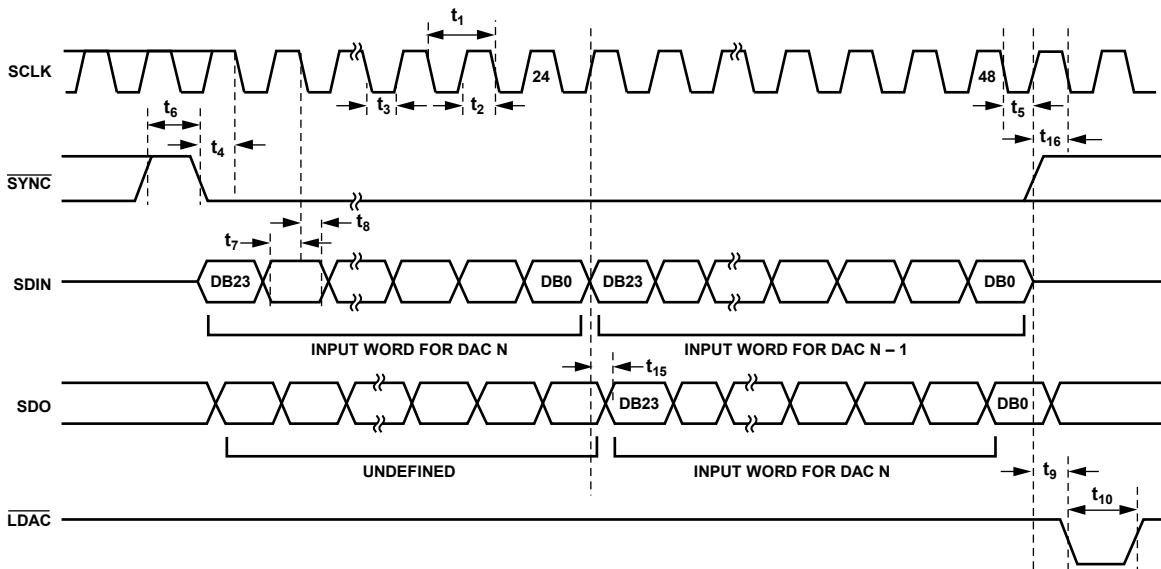 t1
SCLK
24
48
t3
t2
t5
t6
t4
t16
SYNC
t8
t7
SDIN
DB23
DB0
DB23
DB0
INPUT WORD FOR DAC N
INPUT WORD FOR DAC N – 1
t15
SDO
DB23
DB0
UNDEFINED
INPUT WORD FOR DAC N
t9
t10
LDAC